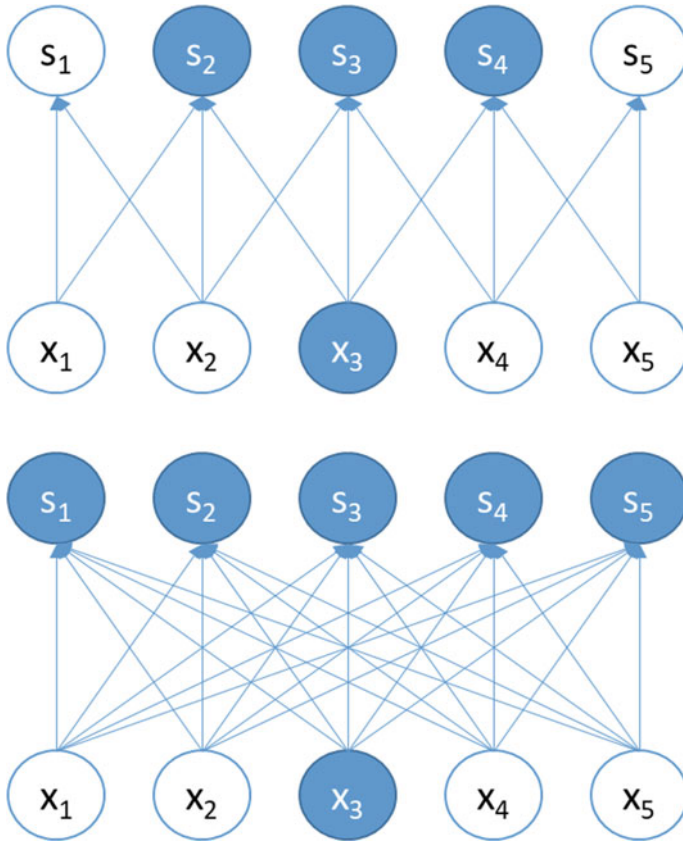 s₁ s₂ s₃ s₄ s₅
x₁ x₂ x₃ x₄ x₅
s₁ s₂ s₃ s₄ s₅
x₁ x₂ x₃ x₄ x₅